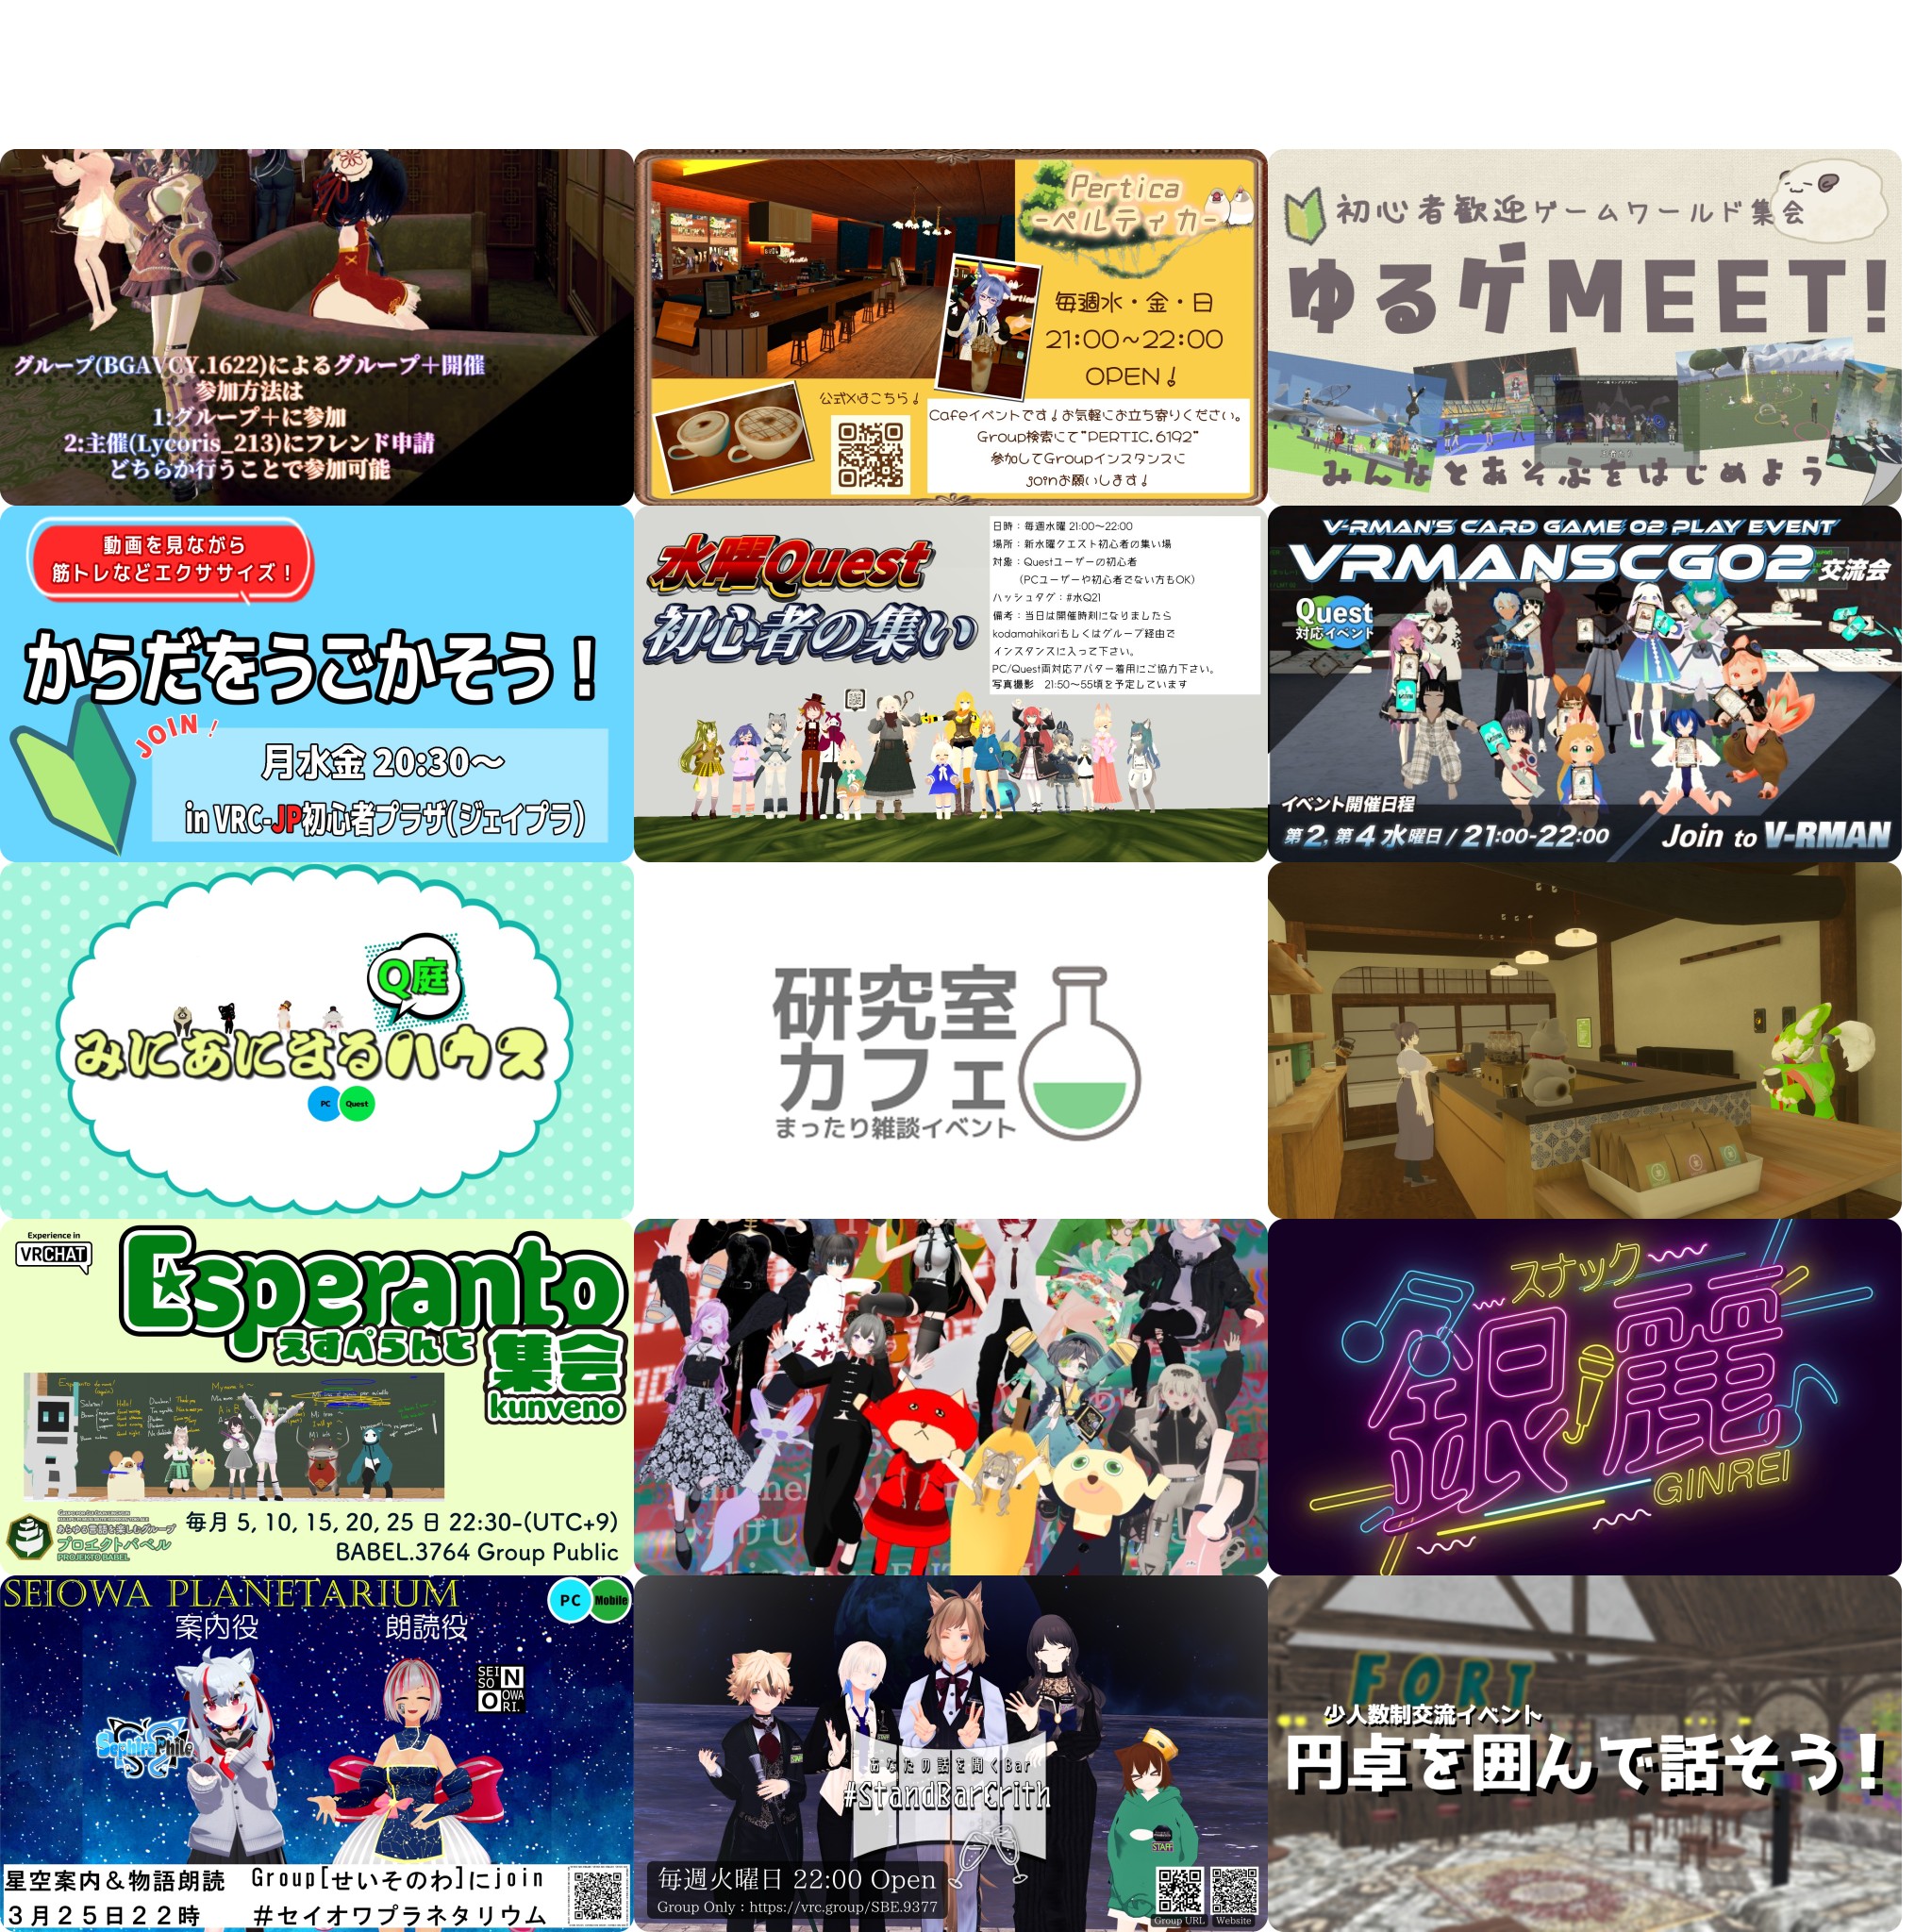 グループ(BGAVCY.1622)によるグループ＋開催
参加方法は
1:グループ＋に参加
2:主催(Lycoris_213)にフレンド申請
どちらか行うことで参加可能
Pertica
-ペルティカ-
毎週水・金・日
21:00～22:00
OPEN！
公式Xはこちら！
Cafeイベントです！お気軽にお立ち寄りください。
Group検索にて"PERTIC.6192"
参加してGroupインスタンスに
joinお願いします！
初心者歓迎ゲームワールド集会
ゆるゲMEET!
みんなとあそぶをはじめよう
動画を見ながら
筋トレなどエクササイズ！
からだをうごかそう！
JOIN！
月水金 20:30～
in VRC-JP初心者プラザ(ジェイプラ)
水曜Quest
初心者の集い
日時：毎週水曜 21:00～22:00
場所：新水曜クエスト初心者の集い場
対象：Questユーザーの初心者
（PCユーザーや初心者でない方もOK）
ハッシュタグ：#水Q21
備考：当日は開催時刻になりましたら
kodamahikariもしくはグループ経由で
インスタンスに入って下さい。
PC/Quest両対応アバター着用にご協力下さい。
写真撮影　21:50～55頃を予定しています
V-RMAN'S CARD GAME 02 PLAY EVENT
VRMANSCG02 交流会
Quest
対応イベント
イベント開催日程
第2, 第4 水曜日 / 21:00-22:00
Join to V-RMAN
Q庭
みにあにまるハウス
PC Quest
研究室
カフェ
まったり雑談イベント
Experience in
VRCHAT
Esperanto
えすぺらんと
集会
kunveno
あらゆる言語を楽しむグループ
プロエクトバベル
PROJEKTO BABEL
毎月 5, 10, 15, 20, 25 日 22:30-(UTC+9)
BABEL.3764 Group Public
スナック
銀麗
GINREI
SEIOWA PLANETARIUM
PC Mobile
案内役
朗読役
SEI
SO
N
O
OWA
RI.
SephiraPhile
星空案内＆物語朗読
３月２５日２２時
Group[せいそのわ]にjoin
＃セイオワプラネタリウム
あなたの話を聞くBar
#StandBarCrith
STAFF
毎週火曜日 22:00 Open
Group Only : https://vrc.group/SBE.9377
Group URL
Website
FORT
少人数制交流イベント
円卓を囲んで話そう！